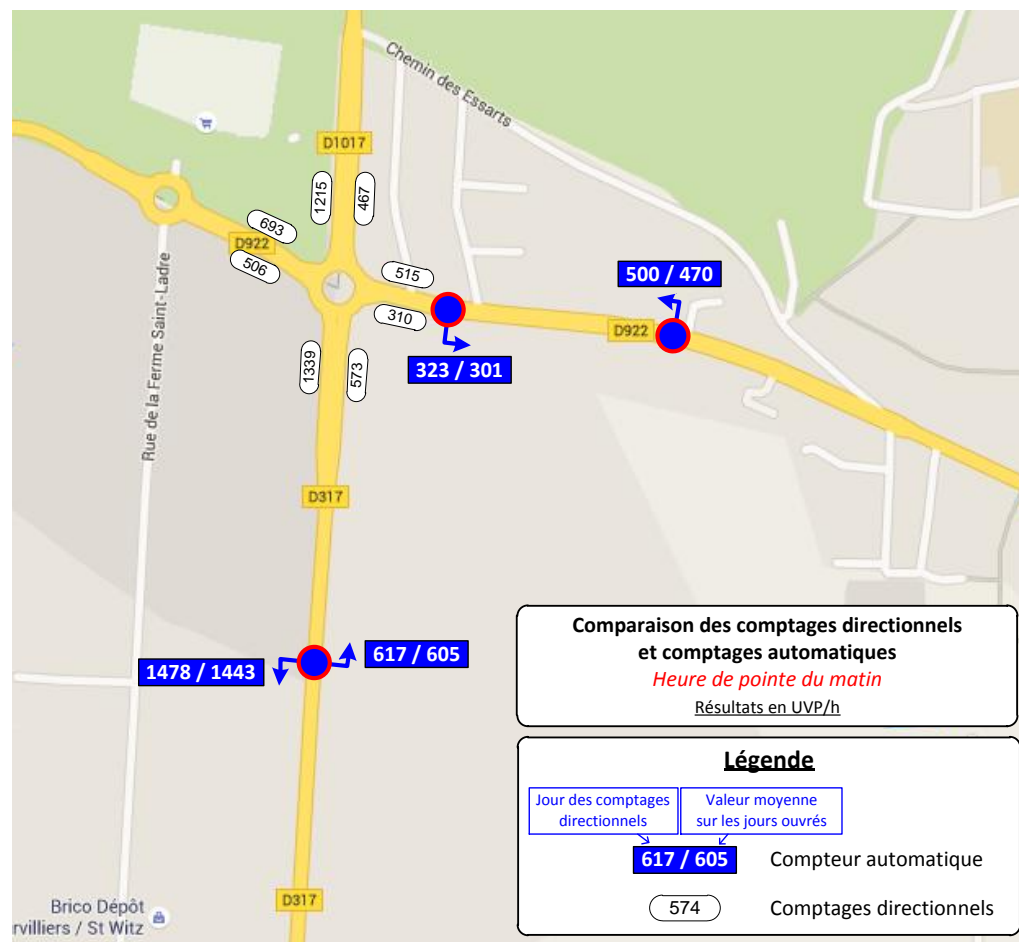 Chemin des Essarts
D1017
1215
467
693
D922
506
515
310
500 / 470
D922
323 / 301
1339
573
Rue de la Ferme Saint-Ladre
D317
617 / 605
1478 / 1443
Comparaison des comptages directionnels
et comptages automatiques
Heure de pointe du matin
Résultats en UVP/h
Légende
Jour des comptages
directionnels
Valeur moyenne
sur les jours ouvrés
617 / 605
Compteur automatique
574
Comptages directionnels
D317
Brico Dépôt
rvilliers / St Witz